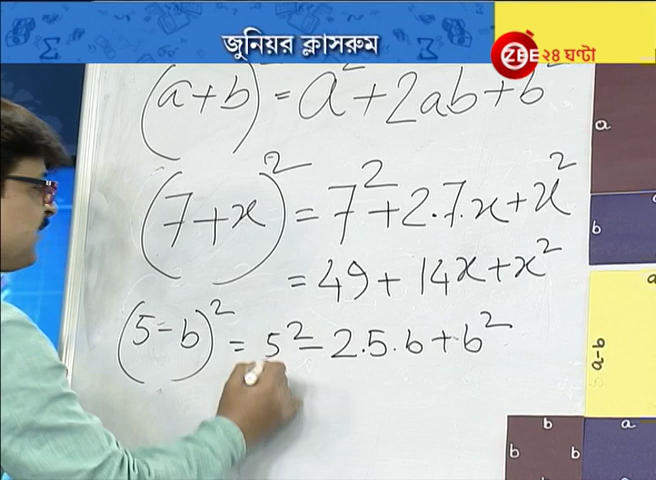 জুনিয়র ক্লাসরুম
ZEE ২৪ ঘণ্টা
(a+b)² = a² + 2ab + b²
(7+x)² = 7² + 2.7.x + x²
= 49 + 14x + x²
(5-b)² = 5² - 2.5.b + b²
a
b
a
a-b
b
a
b
b